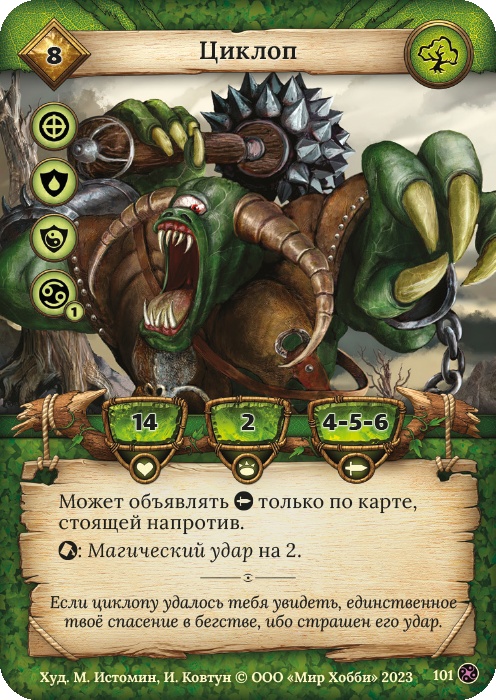 8
Циклоп
1
14
2
4-5-6
Может объявлять только по карте,
стоящей напротив.
: Магический удар на 2.
Если циклопу удалось тебя увидеть, единственное
твоё спасение в бегстве, ибо страшен его удар.
Худ. М. Истомин, И. Ковтун © ООО «Мир Хобби» 2023
101